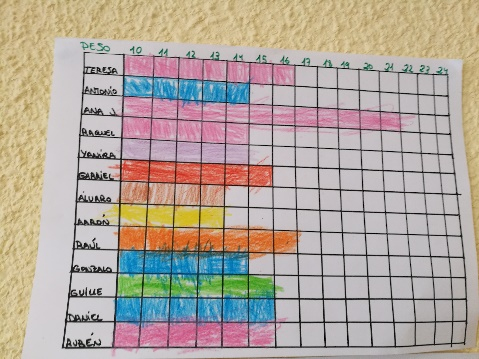 PESO 10 11 12 13 14 15 16 17 18 19 20 21 22 23 24
TERESA
ANTONIO
ANA J.
RAQUEL
YANIRA
GABRIEL
ÁLVARO
AARÓN
RAÚL
GONZALO
GUILLE
DANIEL
RUBÉN